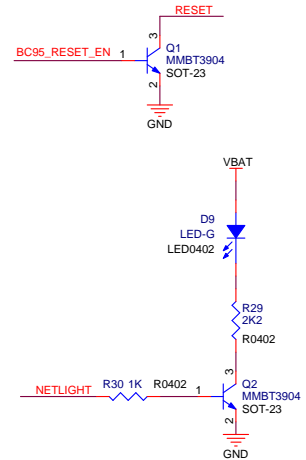 RESET
3
Q1
BC95_RESET_EN
1
MMBT3904
SOT-23
2
GND
VBAT
D9
LED-G
LED0402
R29
2K2
R0402
3
NETLIGHT
R30 1K
R0402
1
Q2
MMBT3904
SOT-23
2
GND